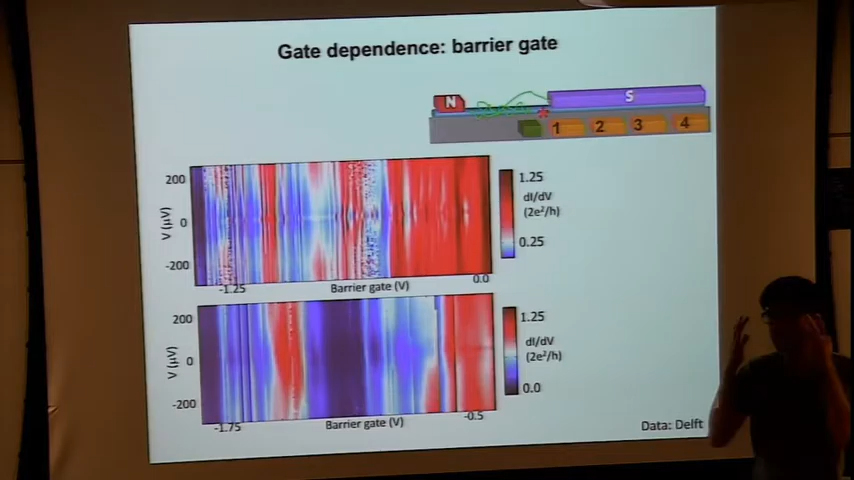 Gate dependence: barrier gate
N
S
1 2 3 4
200
0
-200
V (μV)
-1.25
Barrier gate (V)
0.0
1.25
dI/dV
(2e²/h)
0.25
200
0
-200
V (μV)
-1.75
Barrier gate (V)
-0.5
1.25
dI/dV
(2e²/h)
0.0
Data: Delft